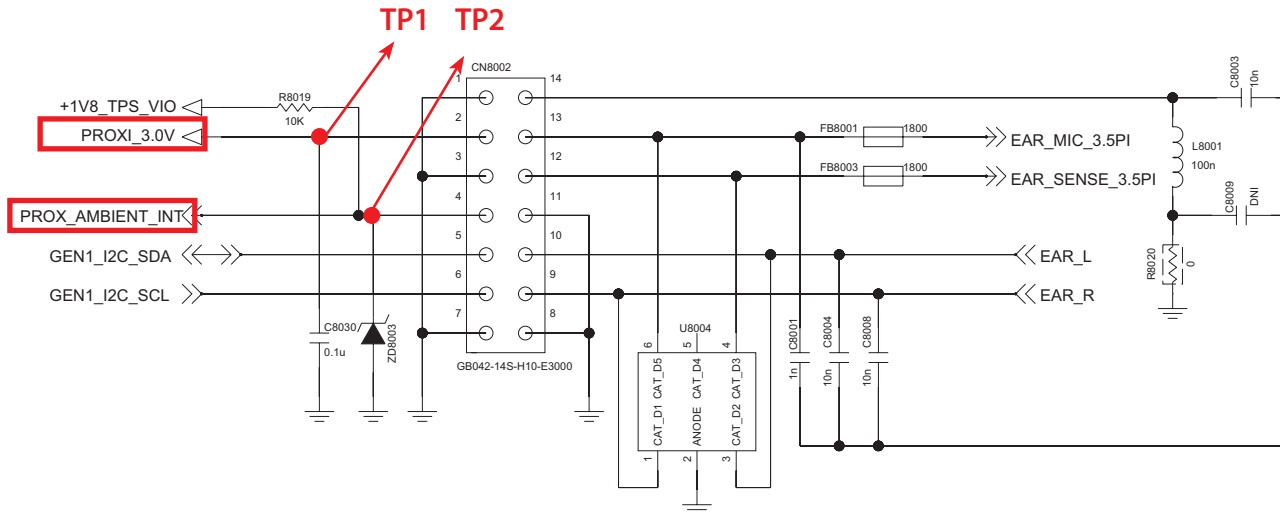 TP1 TP2
CN8002
1 14
2 13
3 12
4 11
5 10
6 9
7 8
GB042-14S-H10-E3000
+1V8_TPS_VIO
R8019
10K
PROXI_3.0V
PROX_AMBIENT_INT
GEN1_I2C_SDA
GEN1_I2C_SCL
C8030
0.1u
ZD8003
FB8001 1800
EAR_MIC_3.5PI
FB8003 1800
EAR_SENSE_3.5PI
EAR_L
EAR_R
U8004
6 5 4
CAT_D5 CAT_D4 CAT_D3
CAT_D1 ANODE CAT_D2
1 2 3
C8001
1n
C8004
10n
C8008
10n
C8003
10n
L8001
100n
C8009
DNI
R8020
0